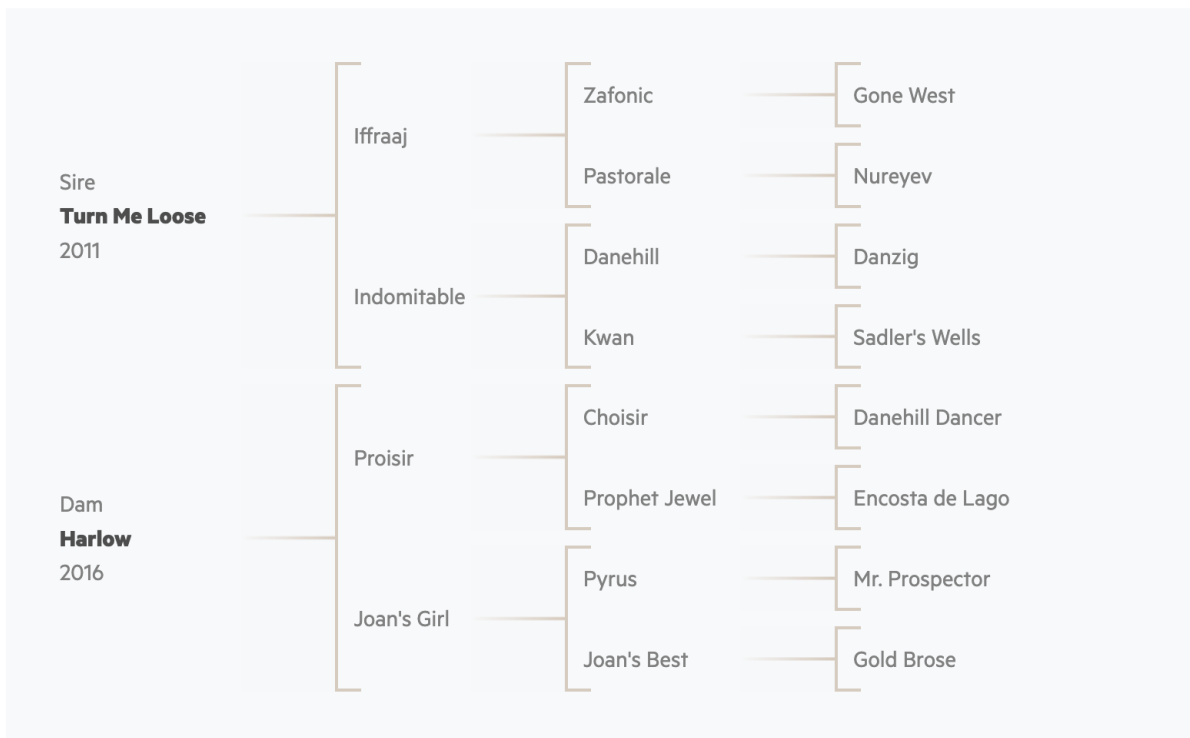 Sire
Turn Me Loose
2011
Iffraaj
Zafonic
Gone West
Pastorale
Nureyev
Indomitable
Danehill
Danzig
Kwan
Sadler's Wells
Dam
Harlow
2016
Proisir
Choisir
Danehill Dancer
Prophet Jewel
Encosta de Lago
Joan's Girl
Pyrus
Mr. Prospector
Joan's Best
Gold Brose